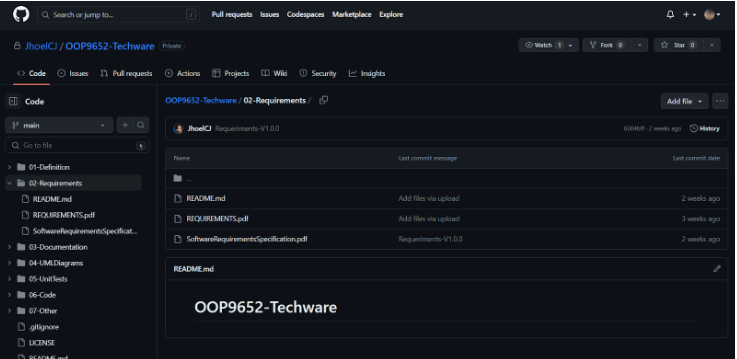 Search or jump to... /
Pull requests Issues Codespaces Marketplace Explore
JhoelCJ / OOP9652-Techware Private
Watch 1 Fork 0 Star 0
Code Issues Pull requests Actions Projects Wiki Security Insights
Code
main
Go to file t
01-Definition
02-Requirements
README.md
REQUIREMENTS.pdf
SoftwareRequirementsSpecificat...
03-Documentation
04-UMLDiagrams
05-UnitTests
06-Code
07-Other
.gitignore
LICENSE
README.md
OOP9652-Techware / 02-Requirements /
Add file
JhoelCJ Requeriments-V1.0.0
2 weeks ago History
Name Last commit message Last commit date
..
README.md Add files via upload 2 weeks ago
REQUIREMENTS.pdf Add files via upload 3 weeks ago
SoftwareRequirementsSpecification.pdf Requeriments-V1.0.0 2 weeks ago
README.md
OOP9652-Techware